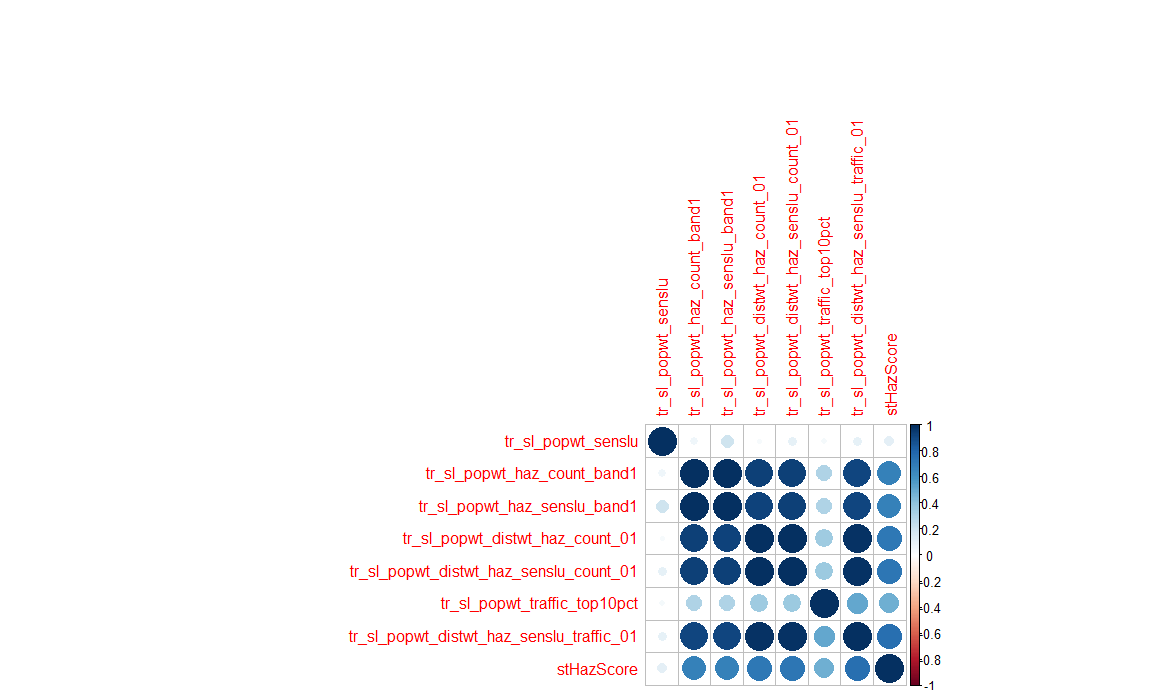 tr_sl_popwt_senslu
tr_sl_popwt_haz_count_band1
tr_sl_popwt_haz_senslu_band1
tr_sl_popwt_distwt_haz_count_01
tr_sl_popwt_distwt_haz_senslu_count_01
tr_sl_popwt_traffic_top10pct
tr_sl_popwt_distwt_haz_senslu_traffic_01
stHazScore
tr_sl_popwt_senslu
tr_sl_popwt_haz_count_band1
tr_sl_popwt_haz_senslu_band1
tr_sl_popwt_distwt_haz_count_01
tr_sl_popwt_distwt_haz_senslu_count_01
tr_sl_popwt_traffic_top10pct
tr_sl_popwt_distwt_haz_senslu_traffic_01
stHazScore
1
0.8
0.6
0.4
0.2
0
-0.2
-0.4
-0.6
-0.8
-1